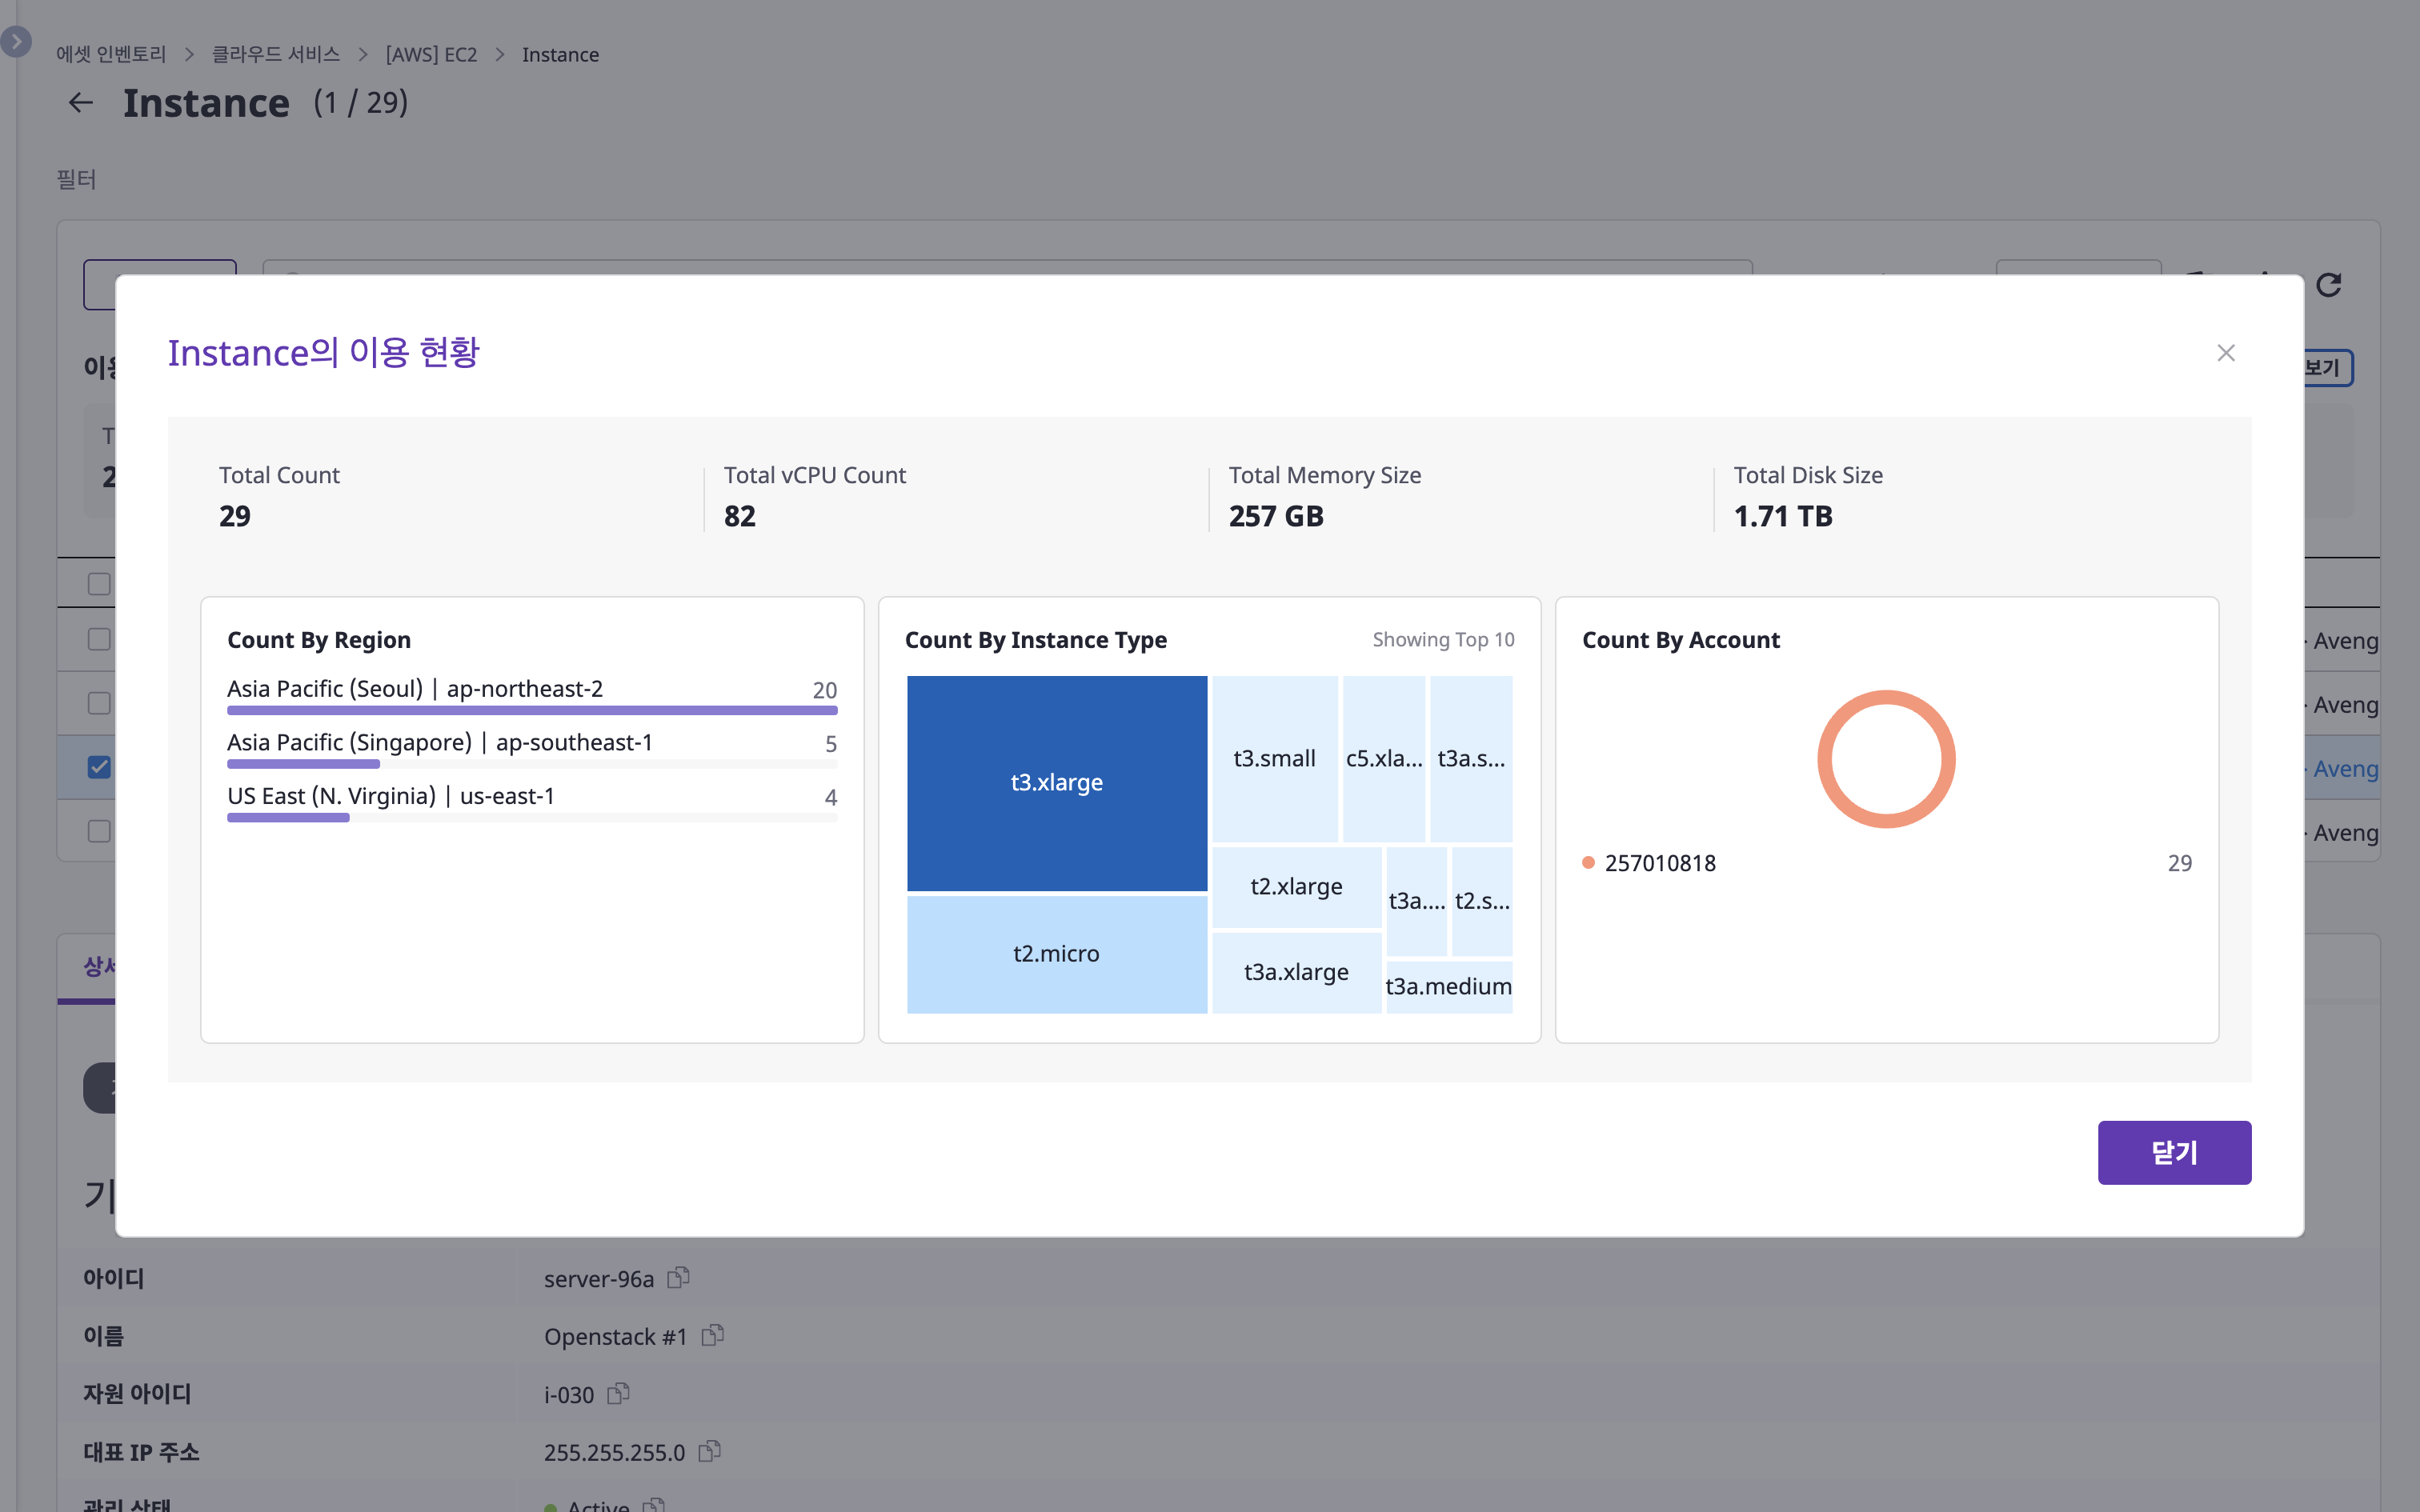 에셋 인벤토리 > 클라우드 서비스 > [AWS] EC2 > Instance
Instance (1 / 29)
필터
보기
Instance의 이용 현황
Total Count
29
Total vCPU Count
82
Total Memory Size
257 GB
Total Disk Size
1.71 TB
Count By Region
Asia Pacific (Seoul) | ap-northeast-2 20
Asia Pacific (Singapore) | ap-southeast-1 5
US East (N. Virginia) | us-east-1 4
Count By Instance Type Showing Top 10
t3.xlarge
t2.micro
t3.small
c5.xla...
t3a.s...
t2.xlarge
t3a.xlarge
t3a....
t2.s...
t3a.medium
Count By Account
257010818 29
Aveng
Aveng
Aveng
Aveng
닫기
아이디 server-96a
이름 Openstack #1
자원 아이디 i-030
대표 IP 주소 255.255.255.0
관리 상태 Active